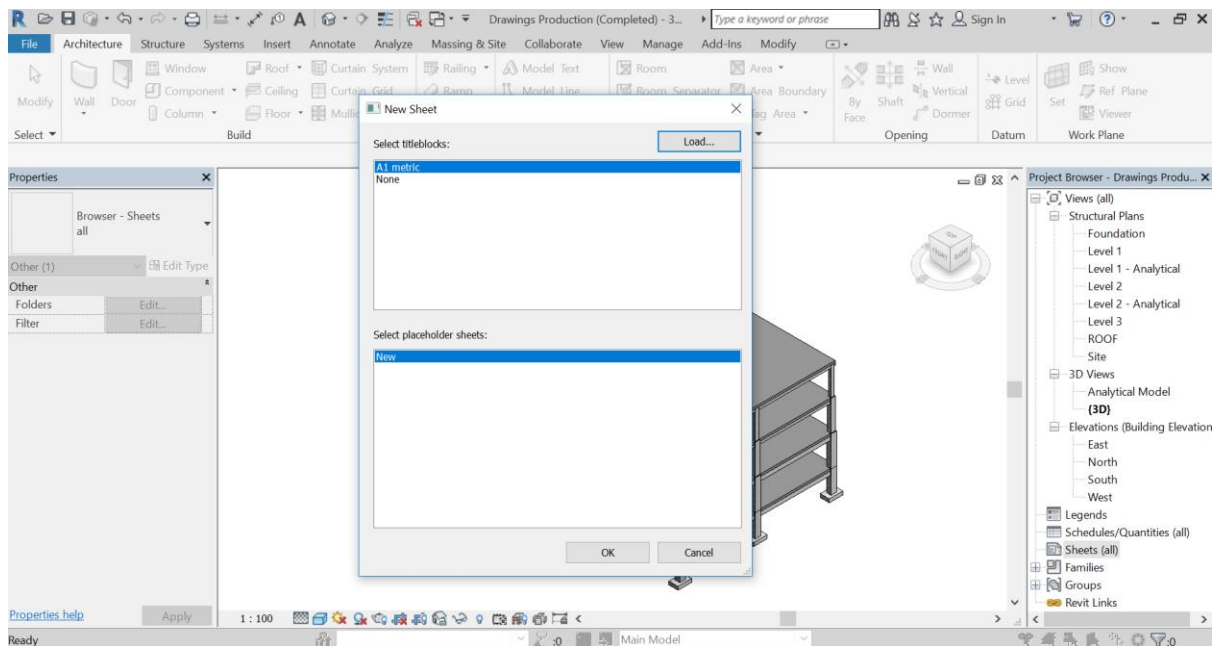 Drawings Production (Completed) - 3...
Type a keyword or phrase
Sign In
File Architecture Structure Systems Insert Annotate Analyze Massing & Site Collaborate View Manage Add-Ins Modify
Modify
Wall
Door
Window
Component
Column
Roof
Ceiling
Floor
Curtain System
Curtain Grid
Mullic
Railing
Ramp
Model Text
Model Line
Room
Room Separator
Area
Area Boundary
Tag Area
By Face
Shaft
Wall
Vertical
Dormer
Level
Grid
Set
Show
Ref Plane
Viewer
Select Build Opening Datum Work Plane
Properties
Browser - Sheets
all
Other (1) Edit Type
Other
Folders Edit...
Filter Edit...
Properties help Apply
New Sheet
Select titleblocks: Load...
A1 metric
None
Select placeholder sheets:
New
OK Cancel
TOP
FRONT
RIGHT
Project Browser - Drawings Produ...
Views (all)
Structural Plans
Foundation
Level 1
Level 1 - Analytical
Level 2
Level 2 - Analytical
Level 3
ROOF
Site
3D Views
Analytical Model
{3D}
Elevations (Building Elevation
East
North
South
West
Legends
Schedules/Quantities (all)
Sheets (all)
Families
Groups
Revit Links
1 : 100
Ready
:0
Main Model
:0